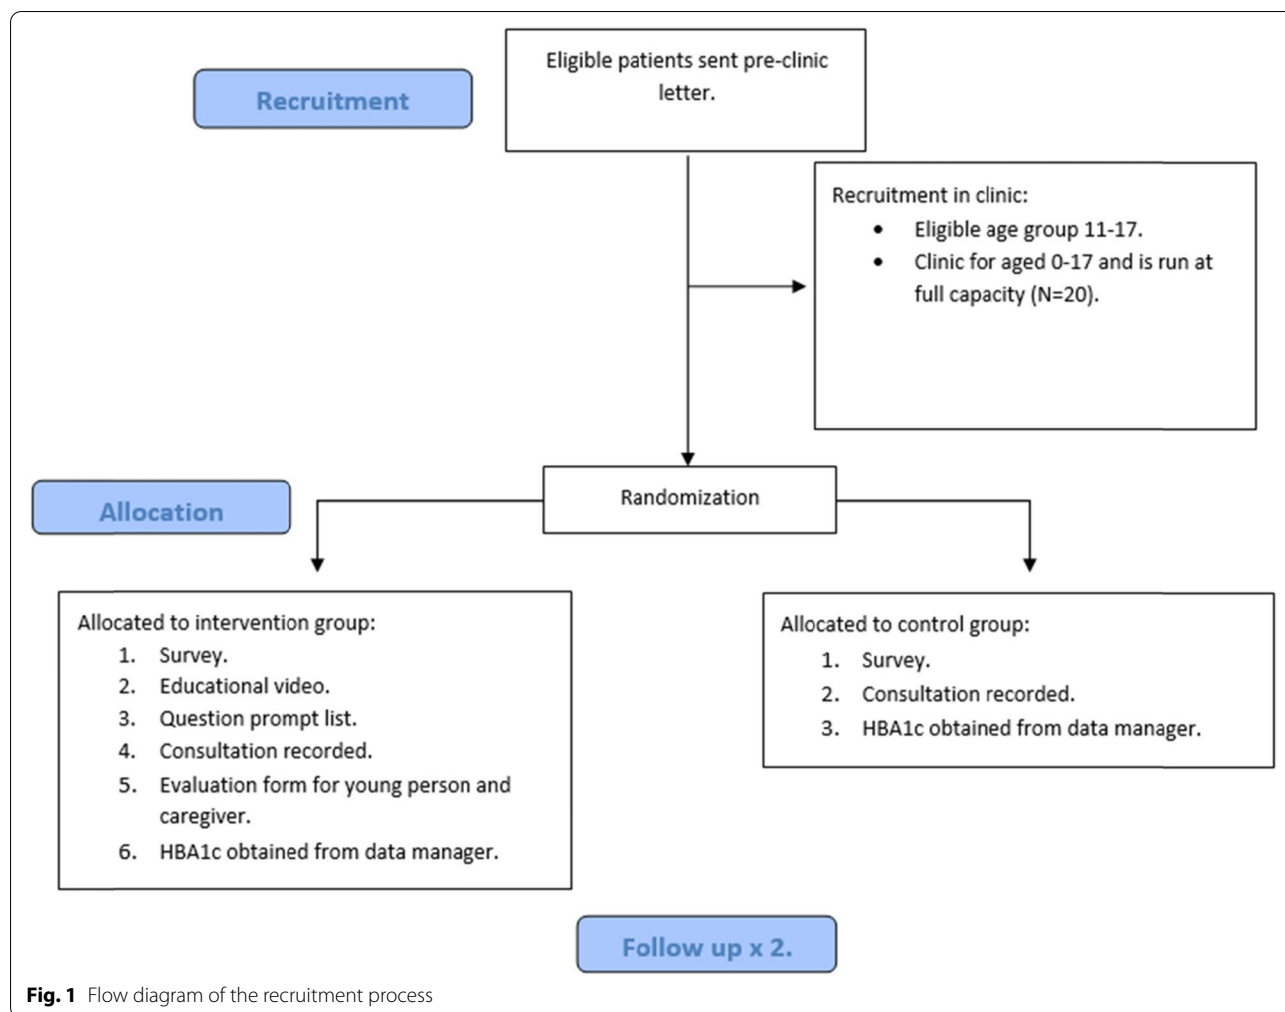 Eligible patients sent pre-clinic
letter.
Recruitment
Recruitment in clinic:
• Eligible age group 11-17.
• Clinic for aged 0-17 and is run at
full capacity (N=20).
Randomization
Allocation
Allocated to intervention group:
1. Survey.
2. Educational video.
3. Question prompt list.
4. Consultation recorded.
5. Evaluation form for young person and
caregiver.
6. HBA1c obtained from data manager.
Allocated to control group:
1. Survey.
2. Consultation recorded.
3. HBA1c obtained from data manager.
Follow up x 2.
Fig. 1 Flow diagram of the recruitment process